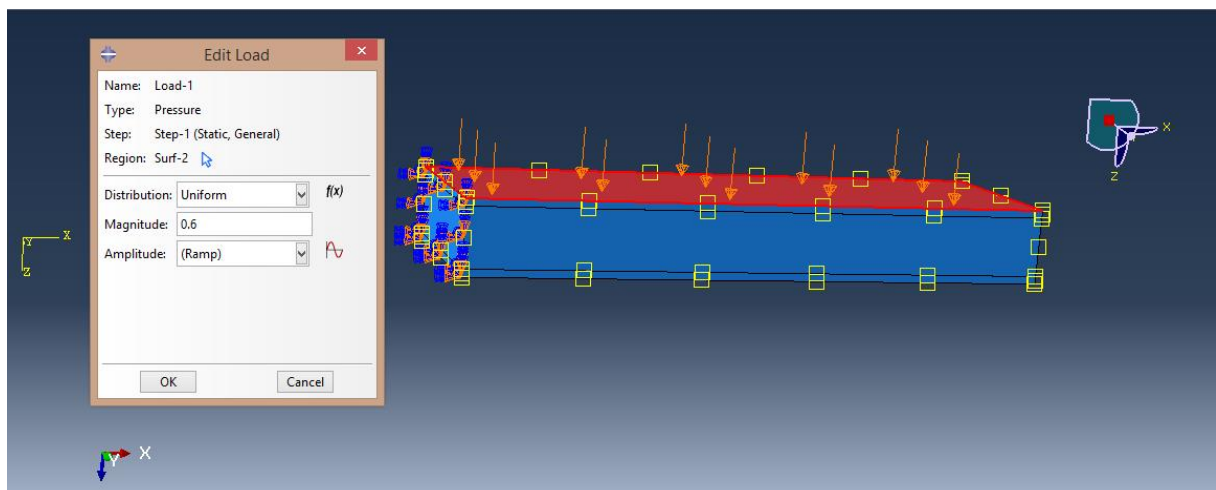 Edit Load
Name: Load-1
Type: Pressure
Step: Step-1 (Static, General)
Region: Surf-2
Distribution: Uniform f(x)
Magnitude: 0.6
Amplitude: (Ramp)
OK Cancel
X
Z
Y X
Z
Y X